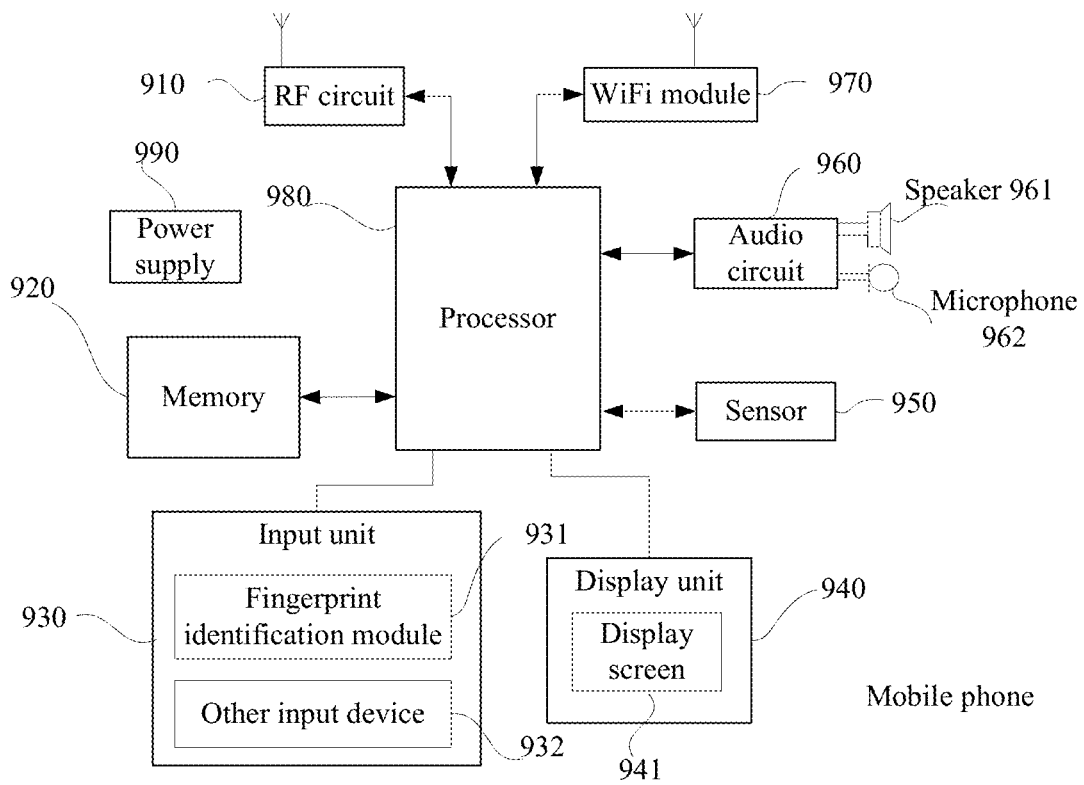 910
RF circuit
WiFi module
970
990
Power
supply
980
960
Speaker 961
Audio
circuit
Microphone
962
920
Processor
Memory
Sensor
950
Input unit
931
Fingerprint
identification module
930
Other input device
932
Display unit
940
Display
screen
941
Mobile phone